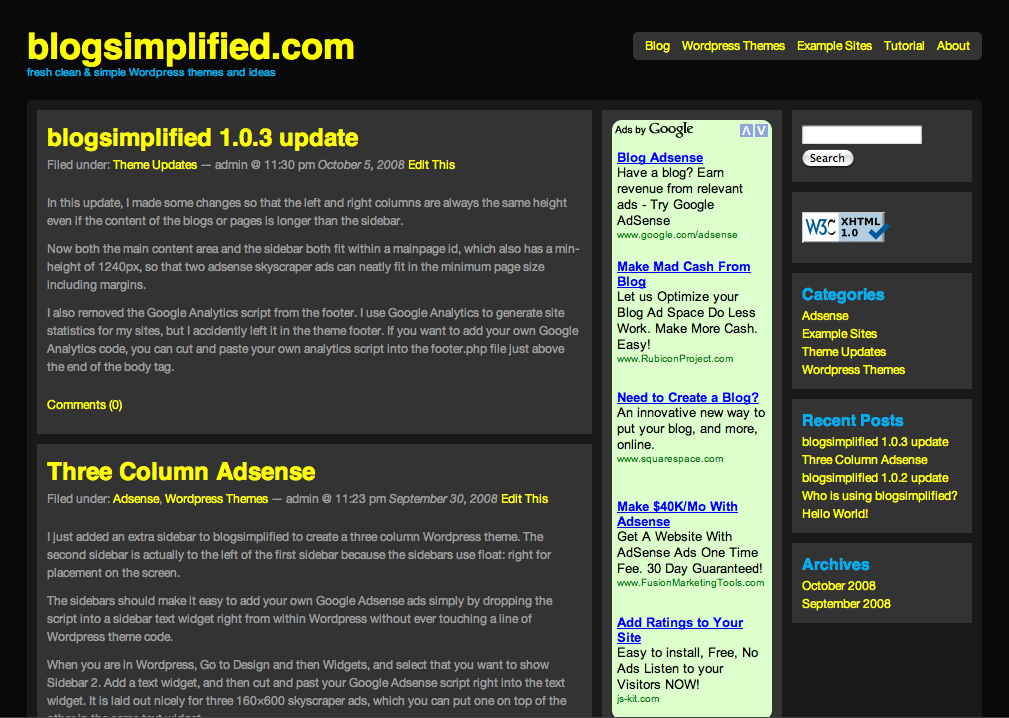 blogsimplified.com
fresh clean & simple Wordpress themes and ideas
Blog Wordpress Themes Example Sites Tutorial About
blogsimplified 1.0.3 update
Filed under: Theme Updates — admin @ 11:30 pm October 5, 2008 Edit This
In this update, I made some changes so that the left and right columns are always the same height
even if the content of the blogs or pages is longer than the sidebar.
Now both the main content area and the sidebar both fit within a mainpage id, which also has a min-
height of 1240px, so that two adsense skyscraper ads can neatly fit in the minimum page size
including margins.
I also removed the Google Analytics script from the footer. I use Google Analytics to generate site
statistics for my sites, but I accidently left it in the theme footer. If you want to add your own Google
Analytics code, you can cut and paste your own analytics script into the footer.php file just above
the end of the body tag.
Comments (0)
Three Column Adsense
Filed under: Adsense, Wordpress Themes — admin @ 11:23 pm September 30, 2008 Edit This
I just added an extra sidebar to blogsimplified to create a three column Wordpress theme. The
second sidebar is actually to the left of the first sidebar because the sidebars use float: right for
placement on the screen.
The sidebars should make it easy to add your own Google Adsense ads simply by dropping the
script into a sidebar text widget right from within Wordpress without ever touching a line of
Wordpress theme code.
When you are in Wordpress, Go to Design and then Widgets, and select that you want to show
Sidebar 2. Add a text widget, and then cut and past your Google Adsense script right into the text
widget. It is laid out nicely for three 160×600 skyscraper ads, which you can put one on top of the
other in the same text widget.
Ads by Google
Blog Adsense
Have a blog? Earn
revenue from relevant
ads - Try Google
AdSense
www.google.com/adsense
Make Mad Cash From
Blog
Let us Optimize your
Blog Ad Space Do Less
Work. Make More Cash.
Easy!
www.RubiconProject.com
Need to Create a Blog?
An innovative new way to
put your blog, and more,
online.
www.squarespace.com
Make $40K/Mo With
Adsense
Get A Website With
AdSense Ads One Time
Fee. 30 Day Guaranteed!
www.FusionMarketingTools.com
Add Ratings to Your
Site
Easy to install, Free, No
Ads Listen to your
Visitors NOW!
js-kit.com
Search
W3C XHTML
1.0
Categories
Adsense
Example Sites
Theme Updates
Wordpress Themes
Recent Posts
blogsimplified 1.0.3 update
Three Column Adsense
blogsimplified 1.0.2 update
Who is using blogsimplified?
Hello World!
Archives
October 2008
September 2008